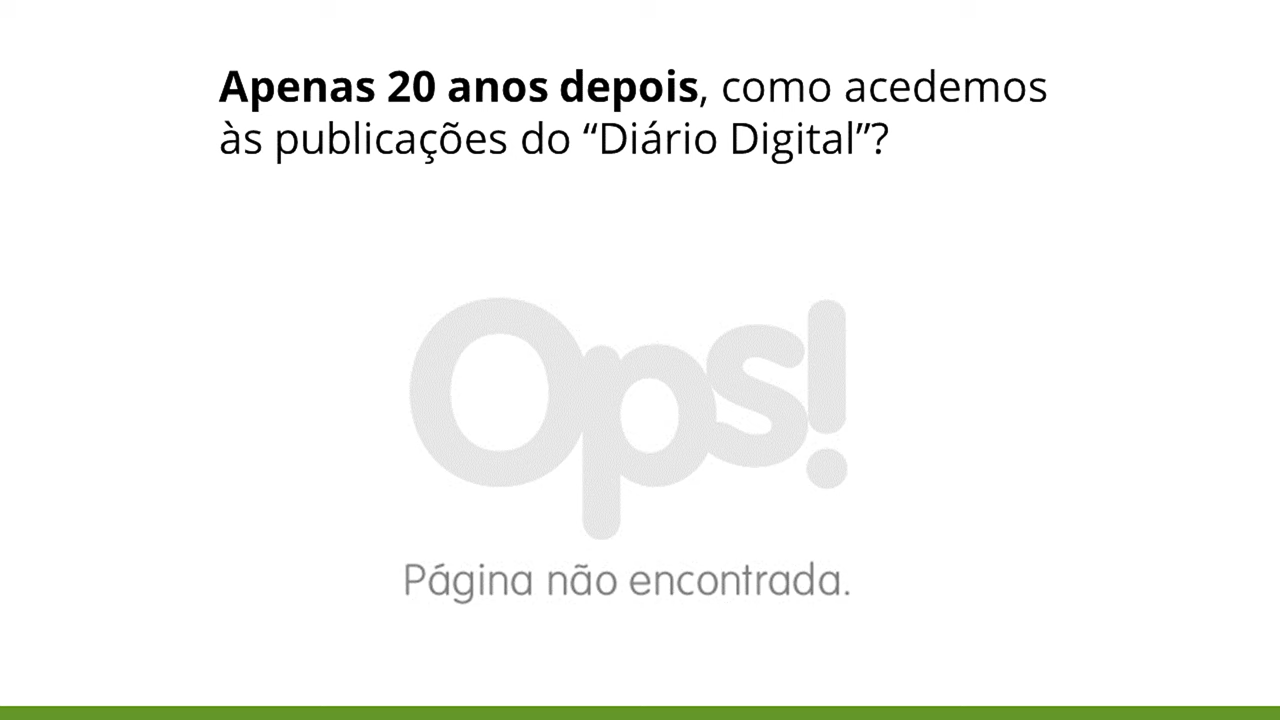 Apenas 20 anos depois, como acedemos
às publicações do “Diário Digital”?
Ops!
Página não encontrada.